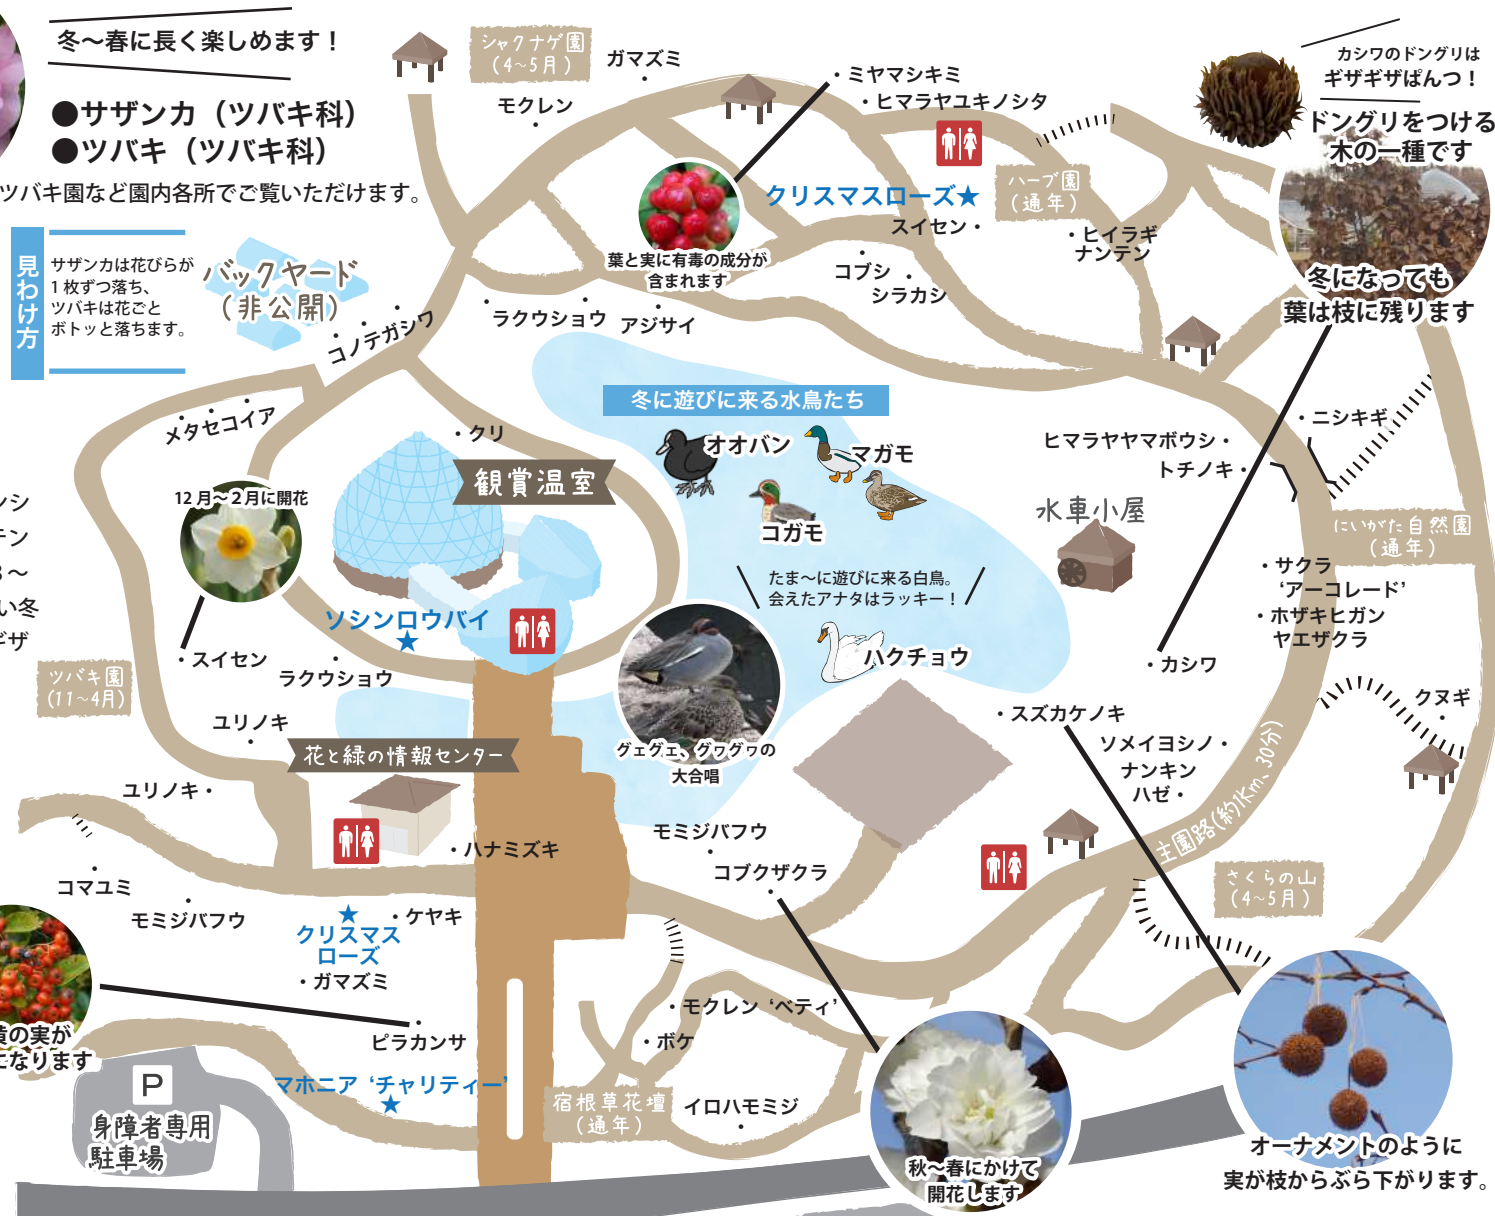 冬～春に長く楽しめます！
●サザンカ（ツバキ科）
●ツバキ（ツバキ科）
ツバキ園など園内各所でご覧いただけます。
見わけ方
サザンカは花びらが
1枚ずつ落ち、
ツバキは花ごと
ボトッと落ちます。
バックヤード
（非公開）
シャクナゲ園
（4～5月）
ガマズミ
モクレン
・ミヤマシキミ
・ヒマラヤユキノシタ
クリスマスローズ★
スイセン・
ハーブ園
（通年）
・ヒイラギ
ナンテン
葉と実に有毒の成分が
含まれます
コブシ
シラカシ
カシワのドングリは
ギザギザぱんつ！
ドングリをつける
木の一種です
冬になっても
葉は枝に残ります
コノテガシワ
ラクウショウ
アジサイ
メタセコイア
・クリ
観賞温室
冬に遊びに来る水鳥たち
オオバン
マガモ
コガモ
たま～に遊びに来る白鳥。
会えたアナタはラッキー！
ハクチョウ
グェグェ、グワグワの
大合唱
水車小屋
ヒマラヤヤマボウシ・
トチノキ・
・ニシキギ
にいがた自然園
（通年）
・サクラ
‘アーコレード’
・ホザキヒガン
ヤエザクラ
・カシワ
12月～2月に開花
ンシ
テン
～
い冬
ギザ
・スイセン
ソシンロウバイ
★
ラクウショウ
ツバキ園
（11～4月）
ユリノキ
花と緑の情報センター
ユリノキ・
・ハナミズキ
・スズカケノキ
ソメイヨシノ・
ナンキン
ハゼ・
クヌギ
主園路（約1Km、30分）
さくらの山
（4～5月）
モミジバフウ
コブクザクラ
コマユミ
モミジバフウ
★
クリスマス
ローズ
・ケヤキ
・ガマズミ
黄の実が
になります
ピラカンサ
マホニア ‘チャリティー’
★
・モクレン ‘ベティ’
・ボケ
宿根草花壇
（通年）
イロハモミジ
P
身障者専用
駐車場
秋～春にかけて
開花します
オーナメントのように
実が枝からぶら下がります。